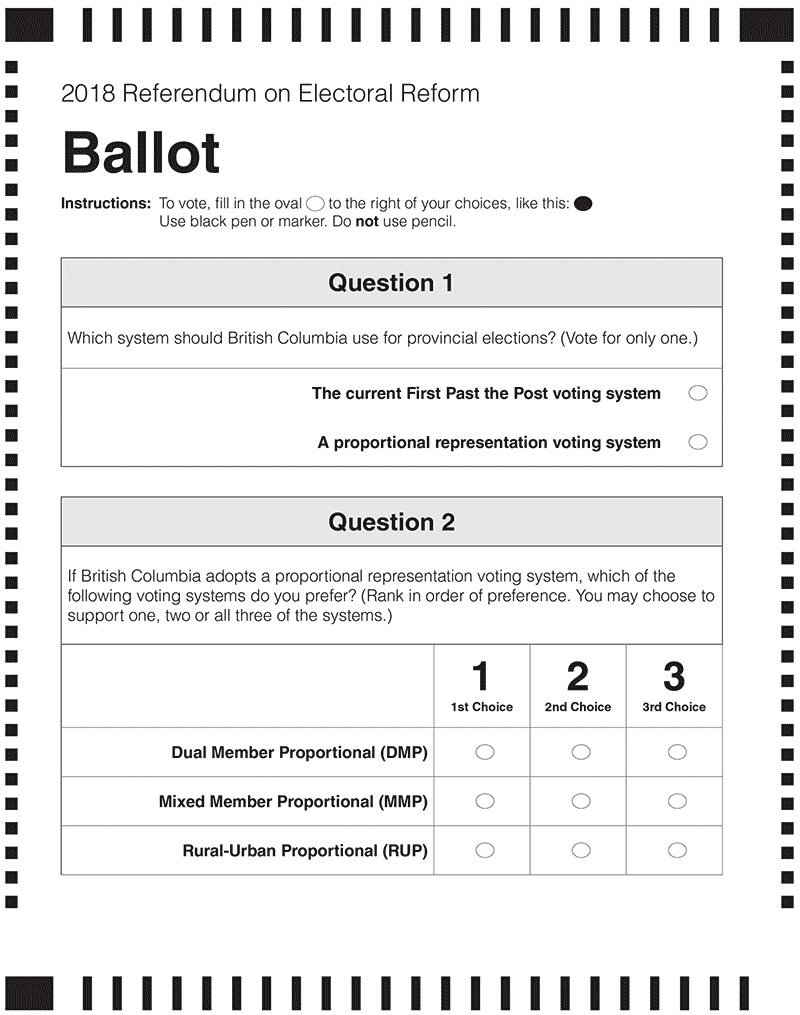 2018 Referendum on Electoral Reform
Ballot
Instructions: To vote, fill in the oval to the right of your choices, like this:
Use black pen or marker. Do not use pencil.
Question 1
Which system should British Columbia use for provincial elections? (Vote for only one.)
The current First Past the Post voting system
A proportional representation voting system
Question 2
If British Columbia adopts a proportional representation voting system, which of the
following voting systems do you prefer? (Rank in order of preference. You may choose to
support one, two or all three of the systems.)
1 2 3
1st Choice 2nd Choice 3rd Choice
Dual Member Proportional (DMP)
Mixed Member Proportional (MMP)
Rural-Urban Proportional (RUP)